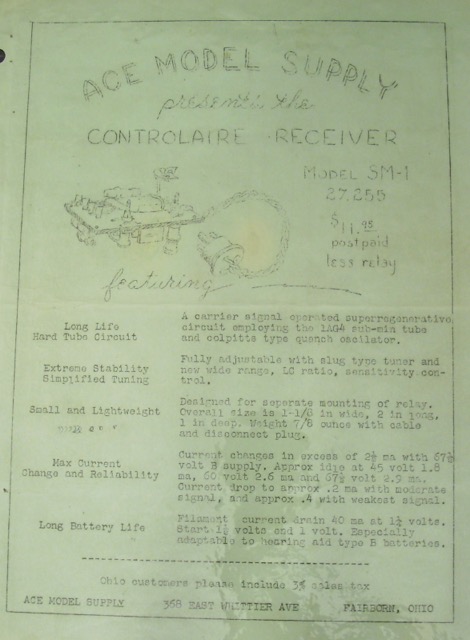 ACE MODEL SUPPLY
presents the
CONTROLAIRE RECEIVER
MODEL SM-1
27.255
$11.95
postpaid
less relay
featuring
Long Life
Hard Tube Circuit
A carrier signal operated superregenerative
circuit employing the 1AG4 sub-min tube
and colpitts type quench oscilator.
Extreme Stability
Simplified Tuning
Fully adjustable with slug type tuner and
new wide range, LC ratio, sensitivity con-
trol.
Small and Lightweight
Designed for seperate mounting of relay.
Overall size is 1-1/8 in wide, 2 in long,
1 in deep. Weight 7/8 ounce with cable
and disconnect plug.
Max Current
Change and Reliability
Current changes in excess of 2½ ma with 67½
volt B supply. Approx idle at 45 volt 1.8
ma, 60 volt 2.6 ma and 67½ volt 2.9 ma.
Current drop to approx .2 ma with moderate
signal, and approx .4 with weakest signal.
Long Battery Life
Filament current drain 40 ma at 1¼ volts.
Start 1½ volts end 1 volt. Especially
adaptable to hearing aid type B batteries.
Ohio customers please include 3% sales tax
ACE MODEL SUPPLY 368 EAST WHITTIER AVE FAIRBORN, OHIO